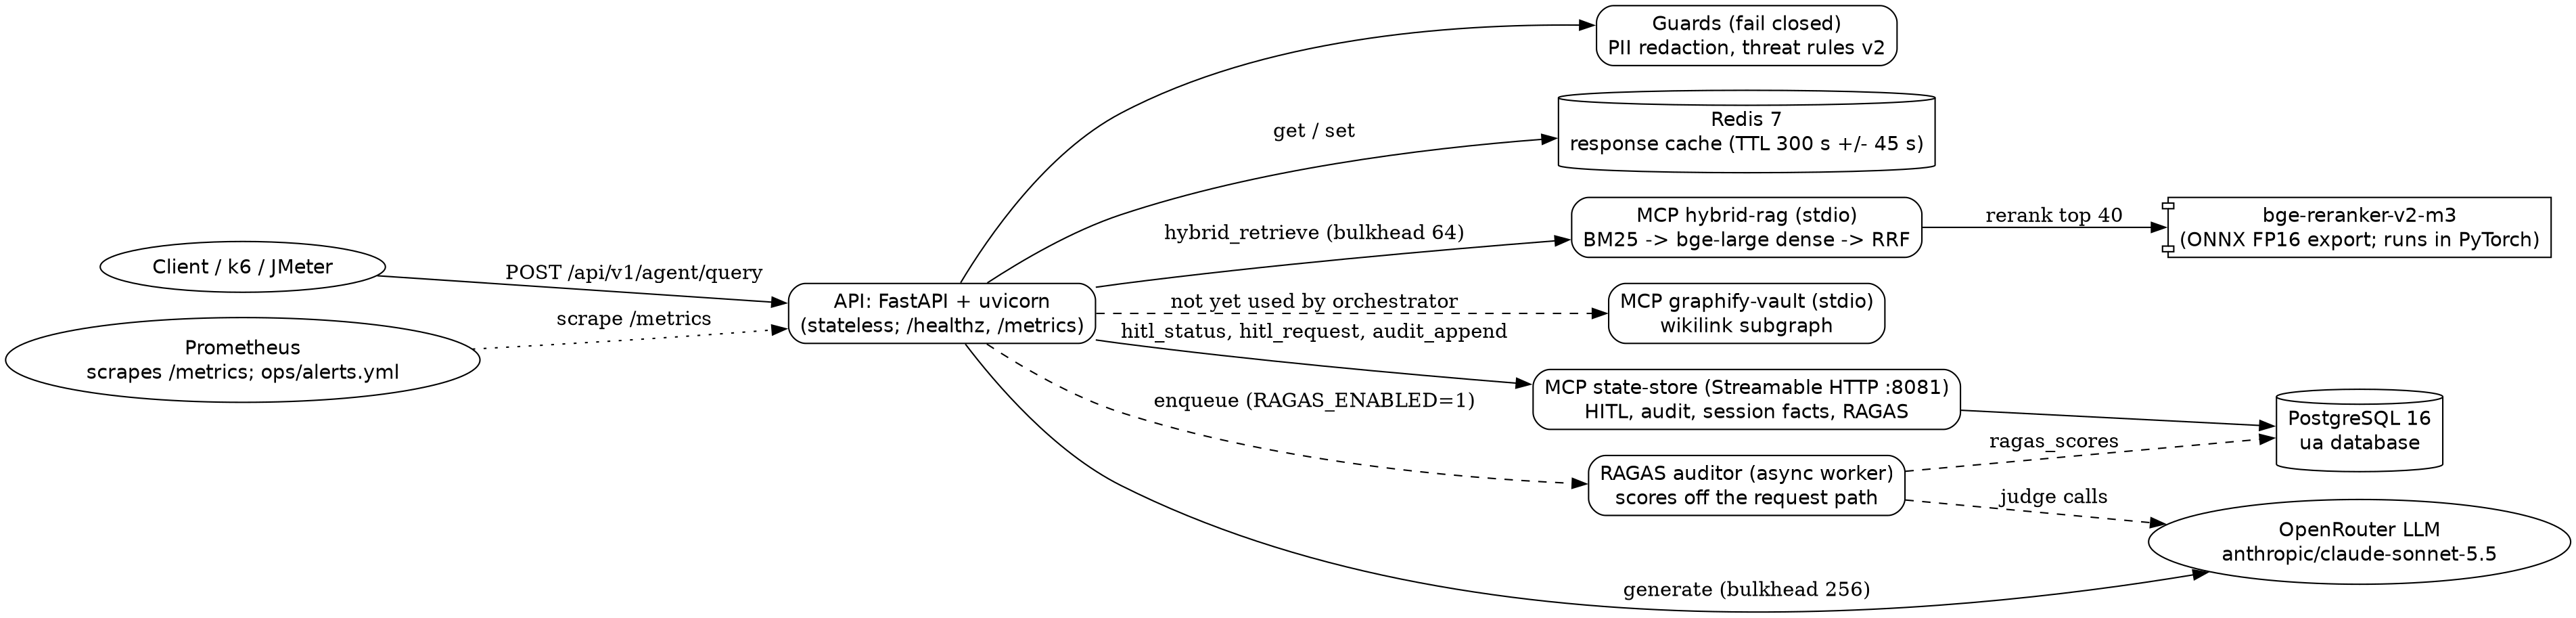 Guards (fail closed)
PII redaction, threat rules v2
Redis 7
response cache (TTL 300 s +/- 45 s)
get / set
MCP hybrid-rag (stdio)
BM25 -> bge-large dense -> RRF
hybrid_retrieve (bulkhead 64)
rerank top 40
bge-reranker-v2-m3
(ONNX FP16 export; runs in PyTorch)
Client / k6 / JMeter
POST /api/v1/agent/query
Prometheus
scrapes /metrics; ops/alerts.yml
scrape /metrics
API: FastAPI + uvicorn
(stateless; /healthz, /metrics)
not yet used by orchestrator
MCP graphify-vault (stdio)
wikilink subgraph
hitl_status, hitl_request, audit_append
MCP state-store (Streamable HTTP :8081)
HITL, audit, session facts, RAGAS
enqueue (RAGAS_ENABLED=1)
RAGAS auditor (async worker)
scores off the request path
ragas_scores
PostgreSQL 16
ua database
judge calls
OpenRouter LLM
anthropic/claude-sonnet-5.5
generate (bulkhead 256)